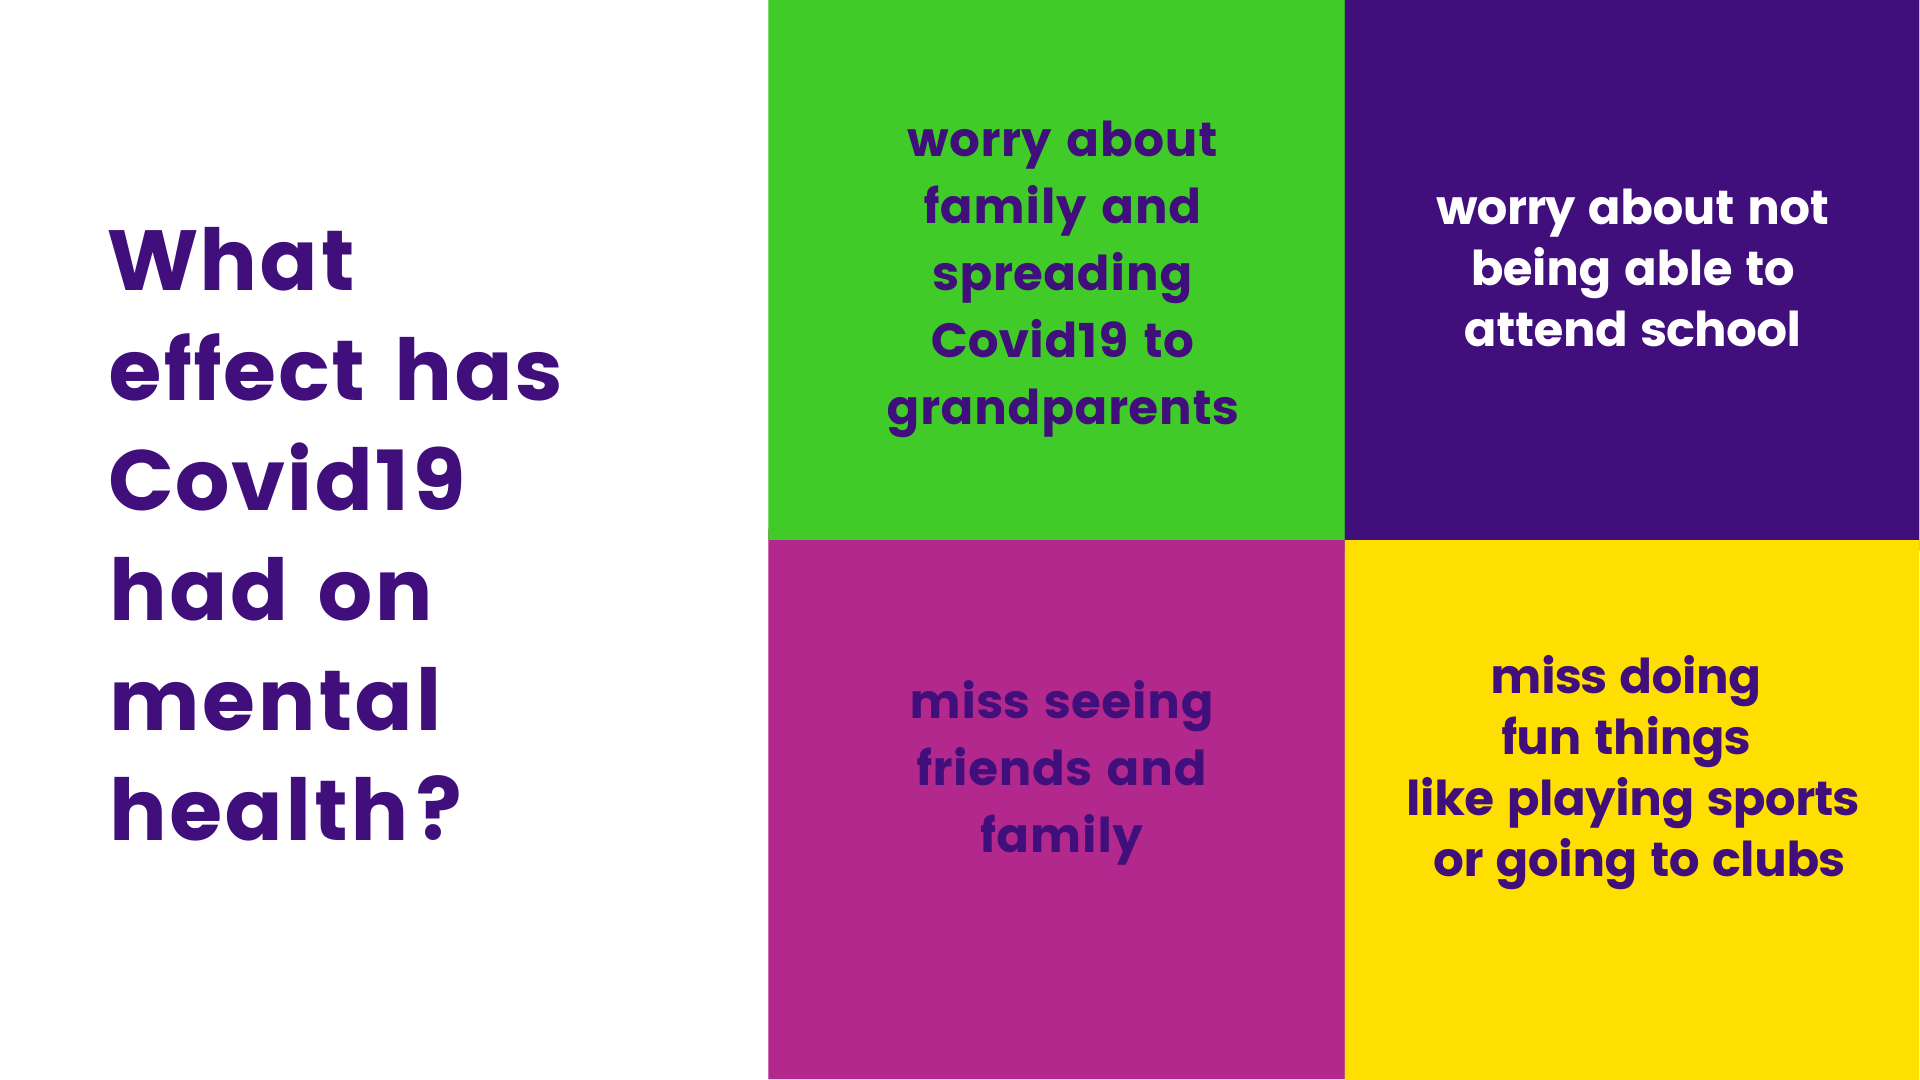 What
effect has
Covid19
had on
mental
health?
worry about
family and
spreading
Covid19 to
grandparents
worry about not
being able to
attend school
miss seeing
friends and
family
miss doing
fun things
like playing sports
or going to clubs